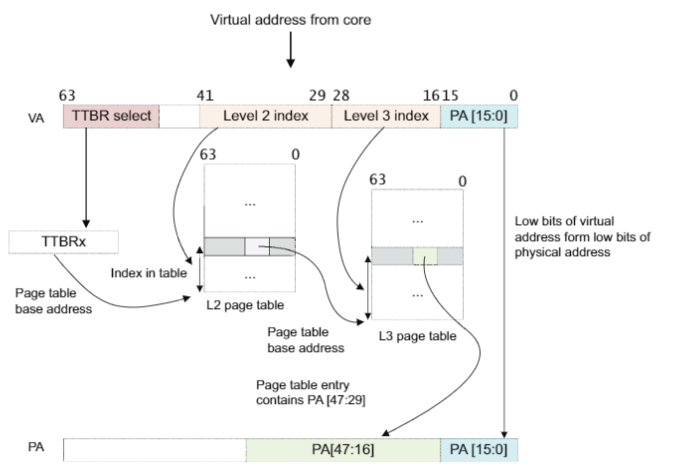 Virtual address from core
63 41 29 28 16 15 0
VA TTBR select Level 2 index Level 3 index PA [15:0]
63 0
63 0
...
...
Low bits of virtual
address form low bits of
physical address
TTBRx
Index in table
...
...
Page table
base address
L2 page table
Page table
base address
L3 page table
Page table entry
contains PA [47:29]
PA PA[47:16] PA [15:0]